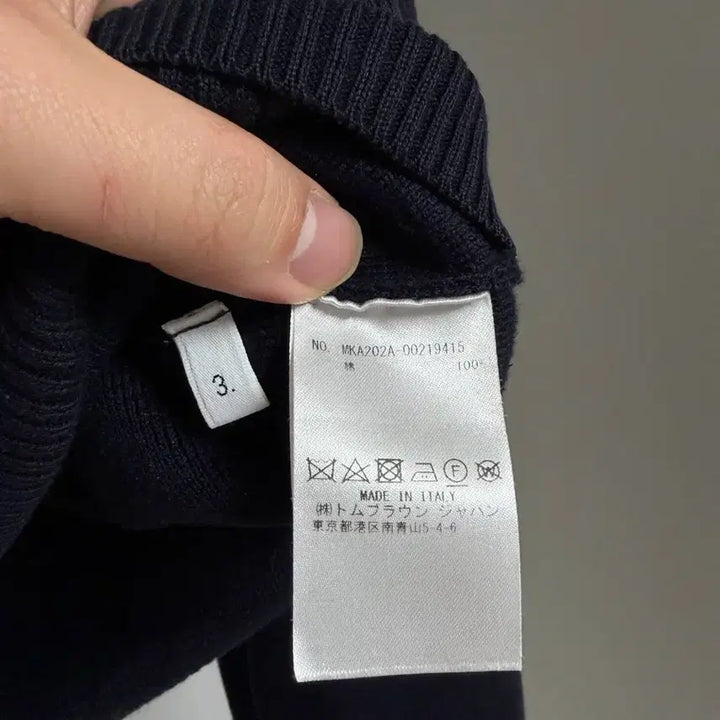 NO. MKA202A-00219415
綿 100%
3.
F
W
MADE IN ITALY
(株)トムブラウン ジャパン
東京都港区南青山5-4-6